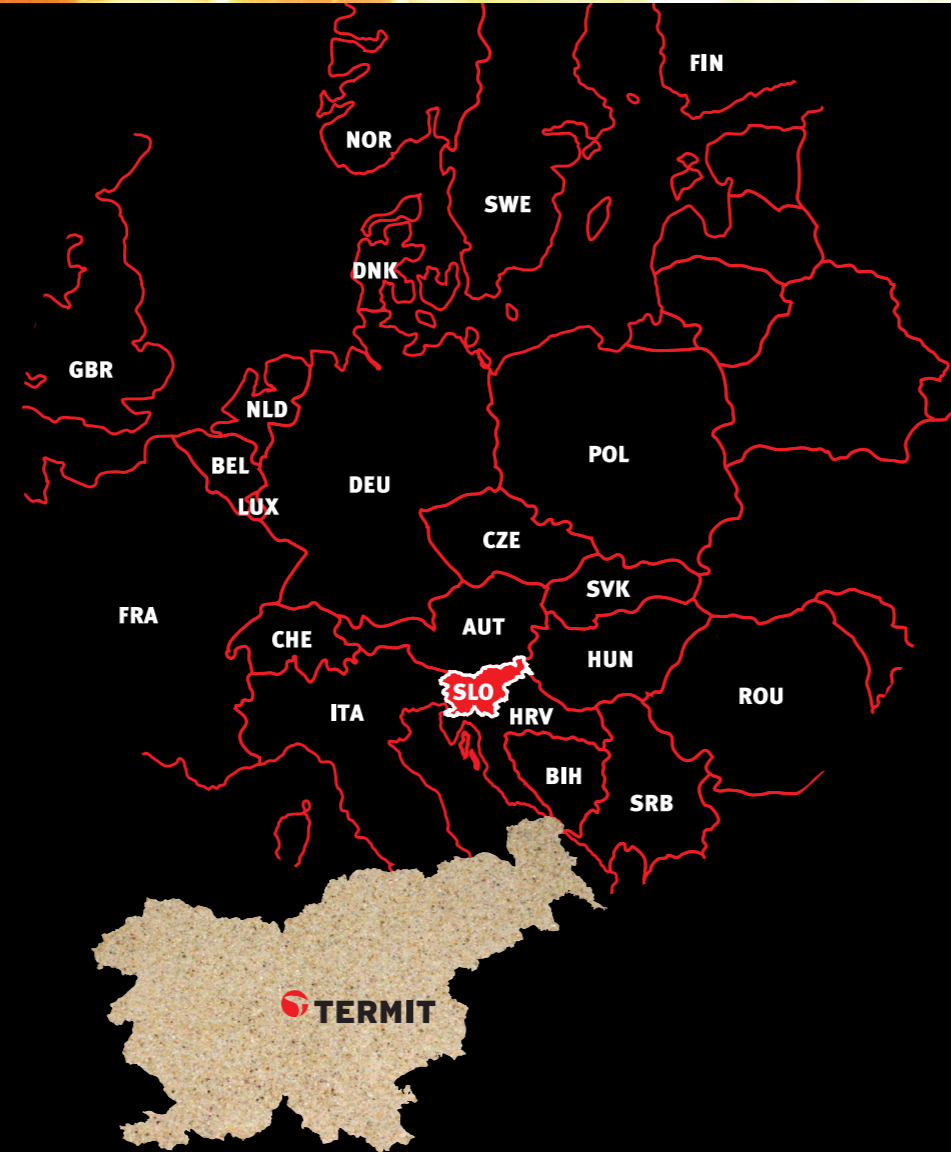 FIN
NOR
SWE
DNK
GBR
NLD
POL
BEL
DEU
LUX
CZE
SVK
FRA
AUT
CHE
HUN
SLO
ROU
ITA
HRV
BIH
SRB
TERMIT